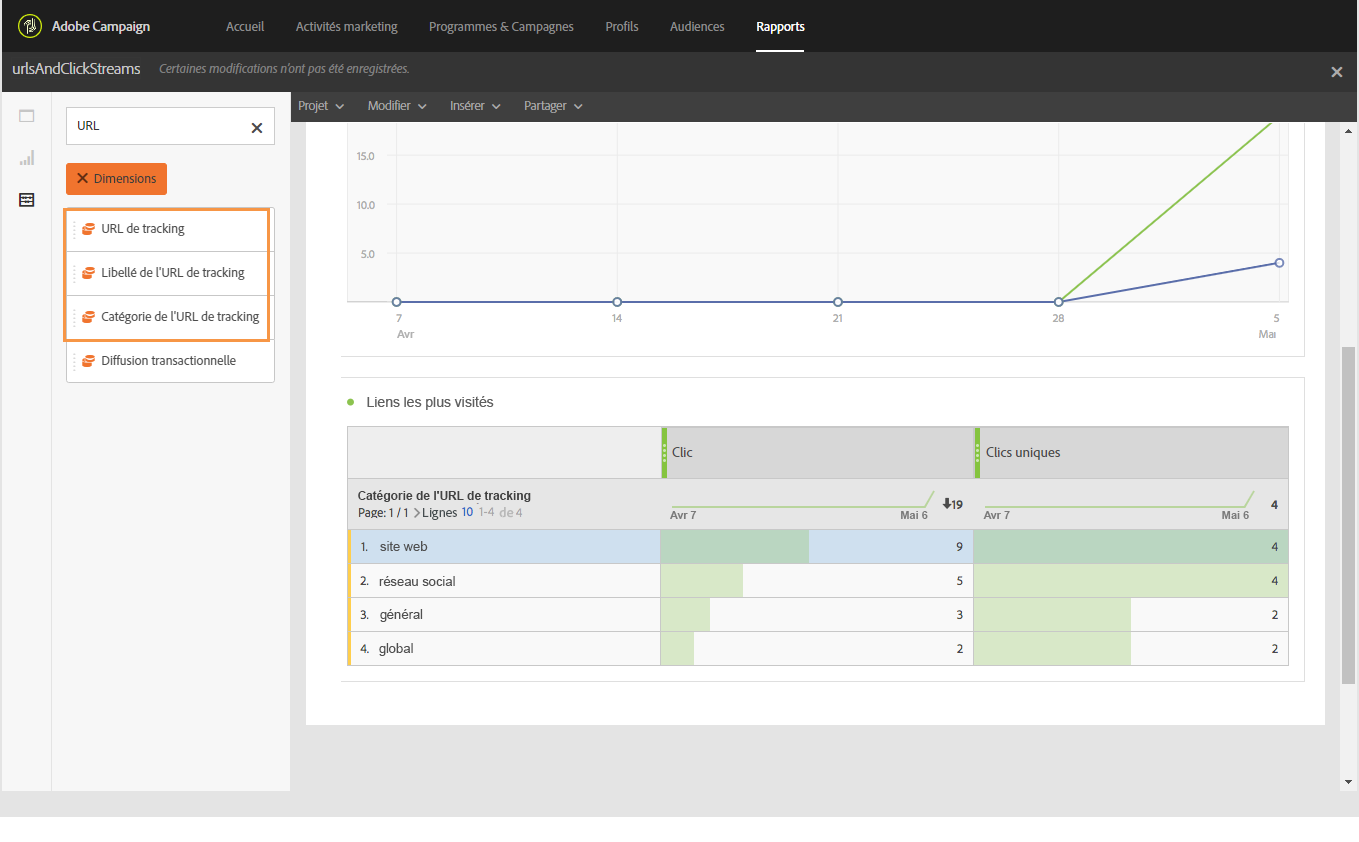 Adobe Campaign Accueil Activités marketing Programmes & Campagnes Profils Audiences Rapports
urlsAndClickStreams Certaines modifications n'ont pas été enregistrées.
Projet Modifier Insérer Partager
URL
Dimensions
URL de tracking
Libellé de l'URL de tracking
Catégorie de l'URL de tracking
Diffusion transactionnelle
15.0
10.0
5.0
7 14 21 28 5
Avr Mai
Liens les plus visités
Clic Clics uniques
Catégorie de l'URL de tracking
Page: 1 / 1 Lignes 10 1-4 de 4
Avr 7 Mai 6 19 Avr 7 Mai 6 4
1. site web 9 4
2. réseau social 5 4
3. général 3 2
4. global 2 2